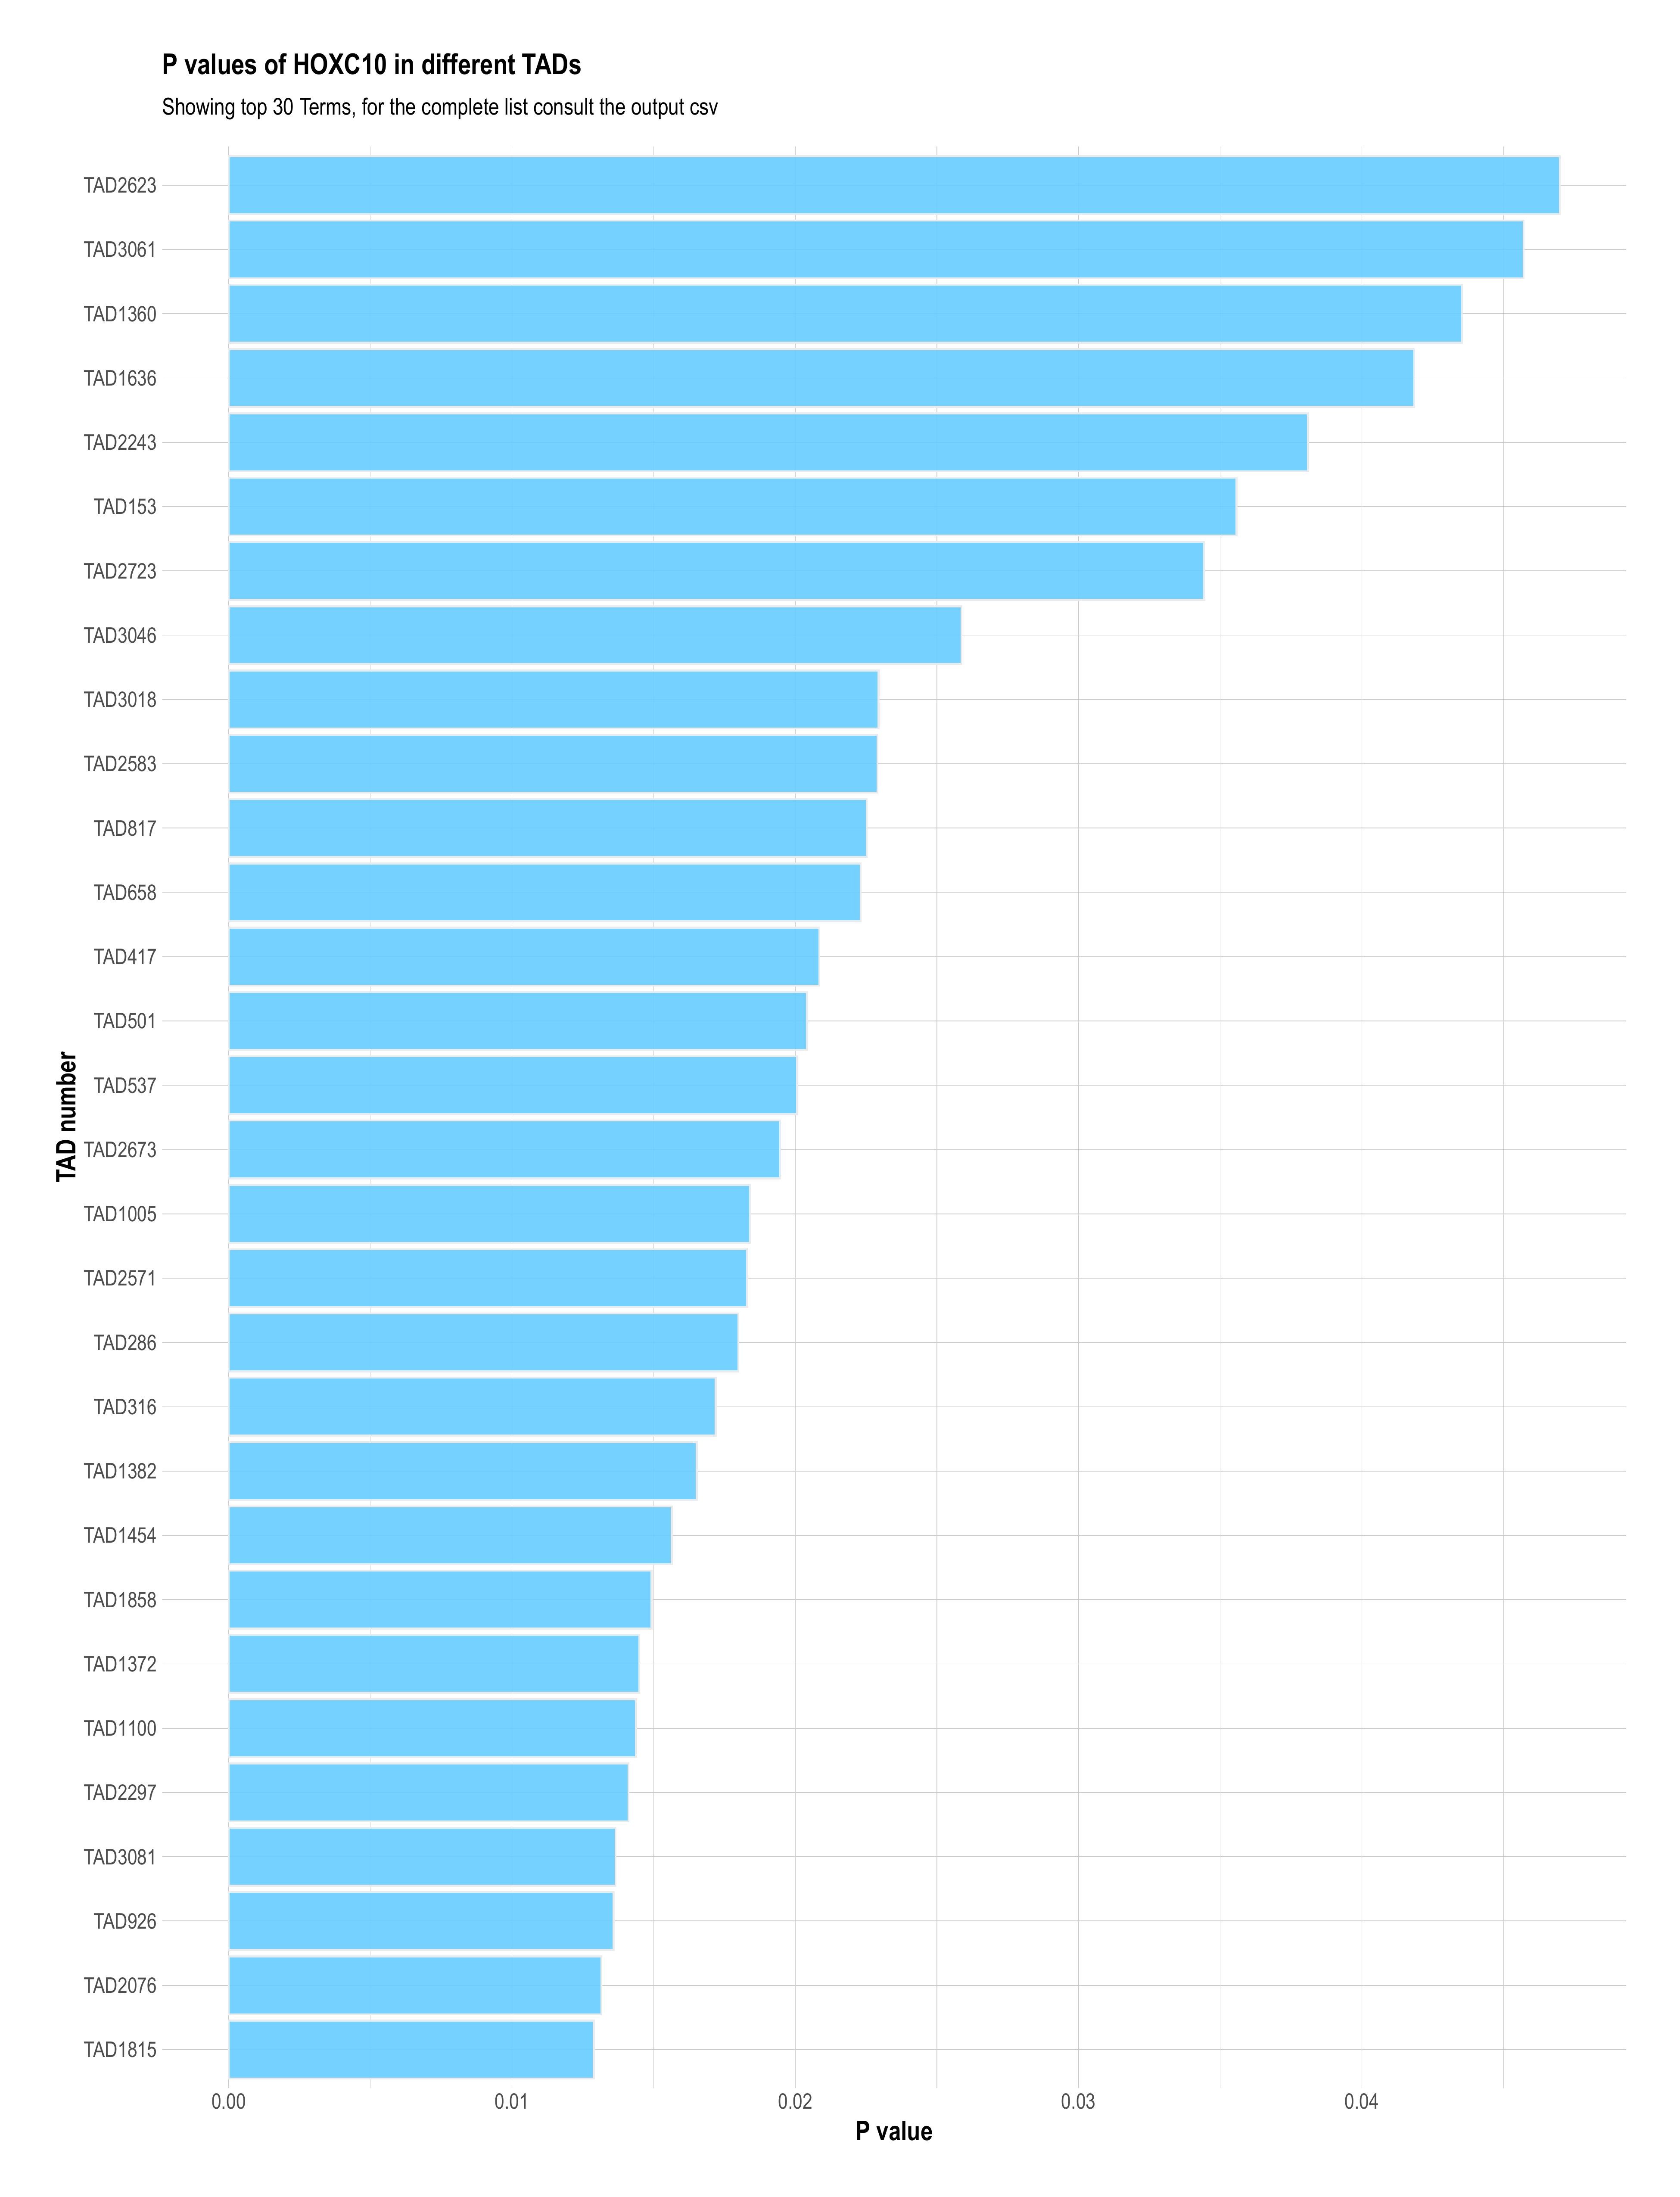 P values of HOXC10 in different TADs
Showing top 30 Terms, for the complete list consult the output csv
TAD number
TAD2623
TAD3061
TAD1360
TAD1636
TAD2243
TAD153
TAD2723
TAD3046
TAD3018
TAD2583
TAD817
TAD658
TAD417
TAD501
TAD537
TAD2673
TAD1005
TAD2571
TAD286
TAD316
TAD1382
TAD1454
TAD1858
TAD1372
TAD1100
TAD2297
TAD3081
TAD926
TAD2076
TAD1815
0.00 0.01 0.02 0.03 0.04
P value